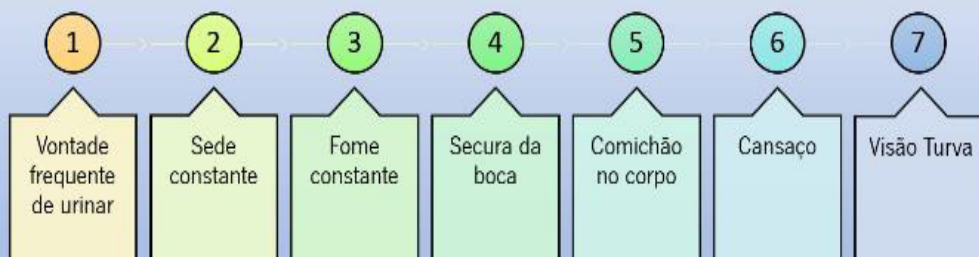 1
2
3
4
5
6
7
Vontade
frequente
de urinar
Sede
constante
Fome
constante
Secura da
boca
Comichão
no corpo
Cansaço
Visão Turva